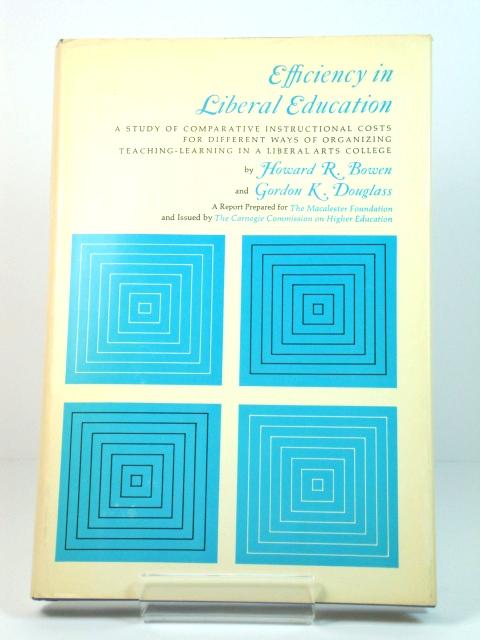 Efficiency in
Liberal Education
A STUDY OF COMPARATIVE INSTRUCTIONAL COSTS
FOR DIFFERENT WAYS OF ORGANIZING
TEACHING-LEARNING IN A LIBERAL ARTS COLLEGE
by Howard R. Bowen
and Gordon K. Douglass
A Report Prepared for The Macalester Foundation
and Issued by The Carnegie Commission on Higher Education